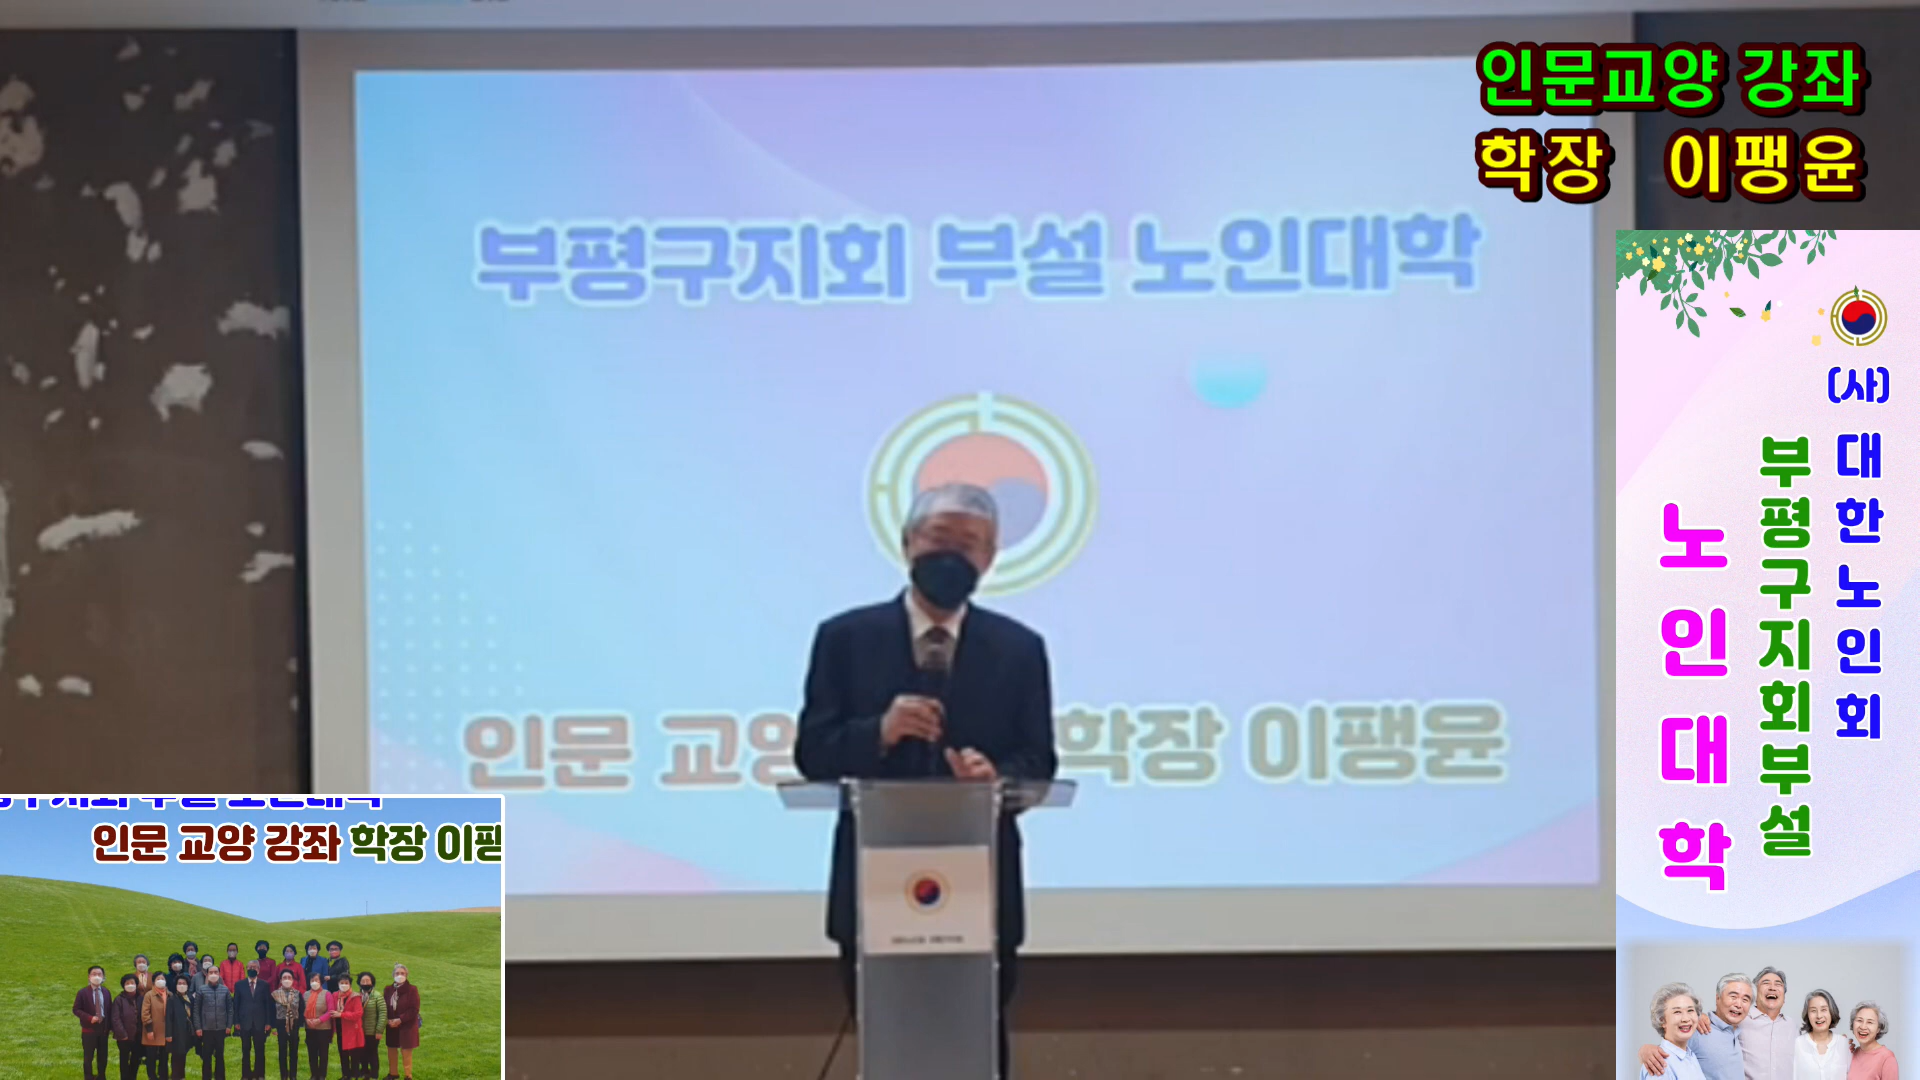 인문교양 강좌
학장 이팽윤
부평구지회 부설 노인대학
인문 교양 학장 이팽윤
(사)대한노인회
부평구지회부설
노인대학
인문 교양 강좌 학장 이팽